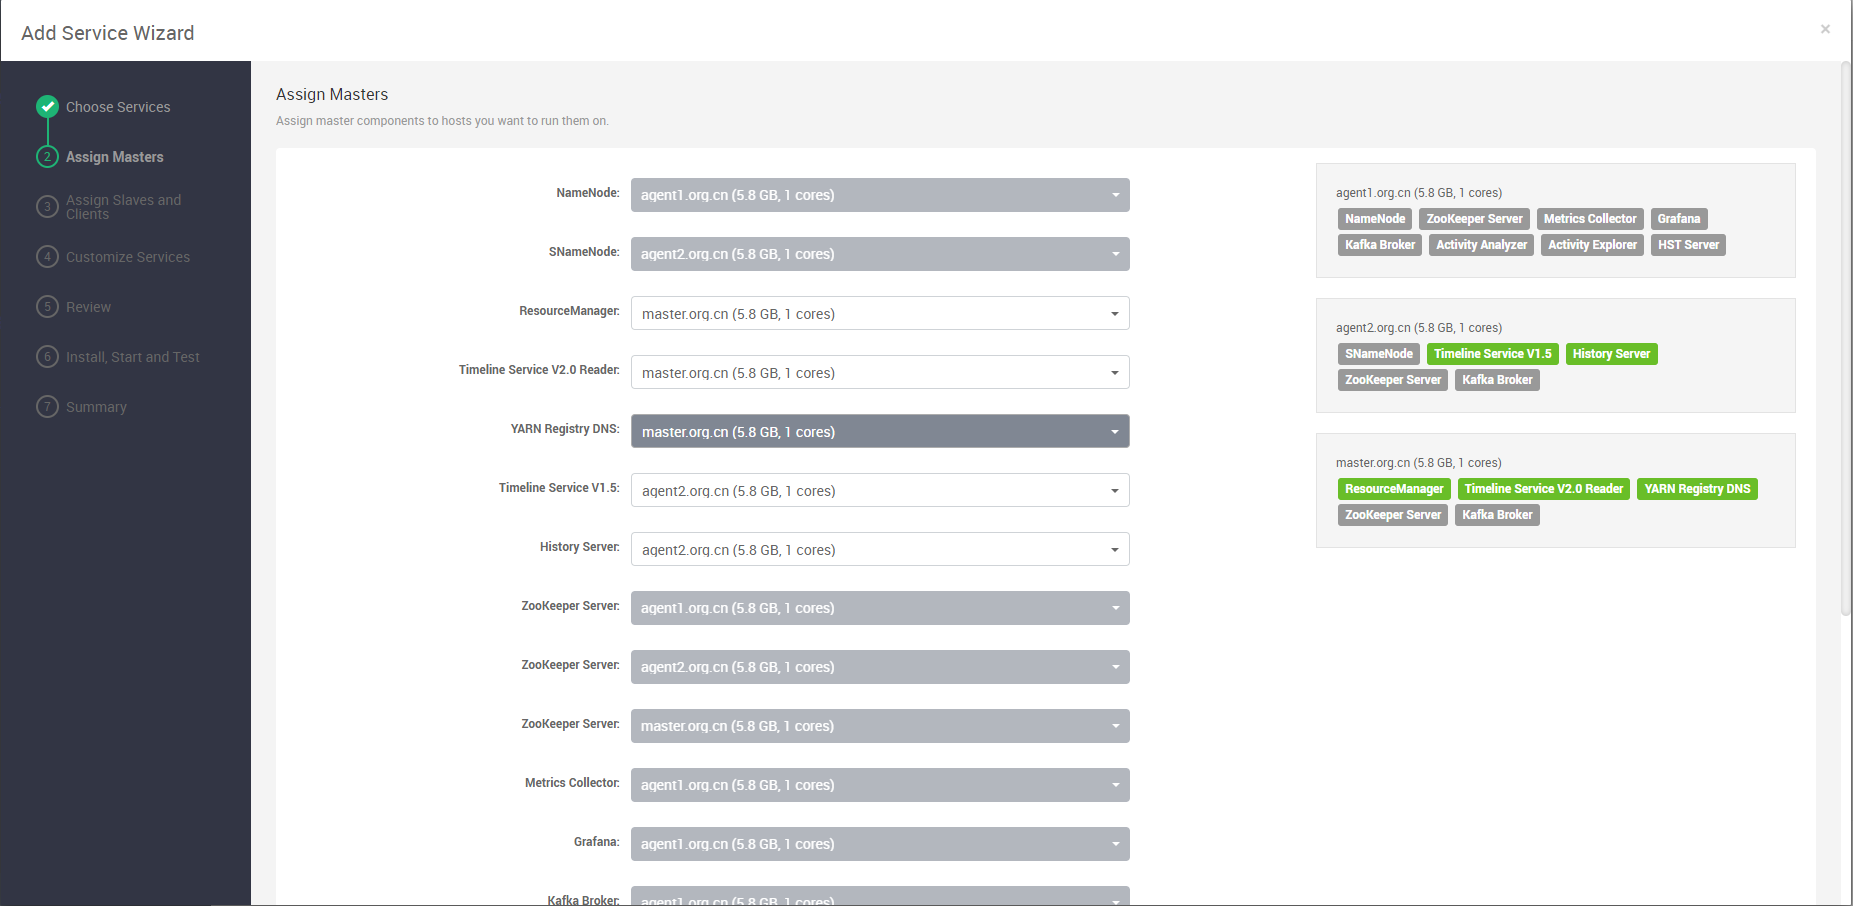 Add Service Wizard
×
Choose Services
2 Assign Masters
3 Assign Slaves and
Clients
4 Customize Services
5 Review
6 Install, Start and Test
7 Summary
Assign Masters
Assign master components to hosts you want to run them on.
NameNode: agent1.org.cn (5.8 GB, 1 cores)
SNameNode: agent2.org.cn (5.8 GB, 1 cores)
ResourceManager: master.org.cn (5.8 GB, 1 cores)
Timeline Service V2.0 Reader: master.org.cn (5.8 GB, 1 cores)
YARN Registry DNS: master.org.cn (5.8 GB, 1 cores)
Timeline Service V1.5: agent2.org.cn (5.8 GB, 1 cores)
History Server: agent2.org.cn (5.8 GB, 1 cores)
ZooKeeper Server: agent1.org.cn (5.8 GB, 1 cores)
ZooKeeper Server: agent2.org.cn (5.8 GB, 1 cores)
ZooKeeper Server: master.org.cn (5.8 GB, 1 cores)
Metrics Collector: agent1.org.cn (5.8 GB, 1 cores)
Grafana: agent1.org.cn (5.8 GB, 1 cores)
Kafka Broker: agent1.org.cn (5.8 GB, 1 cores)
agent1.org.cn (5.8 GB, 1 cores)
NameNode ZooKeeper Server Metrics Collector Grafana
Kafka Broker Activity Analyzer Activity Explorer HST Server
agent2.org.cn (5.8 GB, 1 cores)
SNameNode Timeline Service V1.5 History Server
ZooKeeper Server Kafka Broker
master.org.cn (5.8 GB, 1 cores)
ResourceManager Timeline Service V2.0 Reader YARN Registry DNS
ZooKeeper Server Kafka Broker